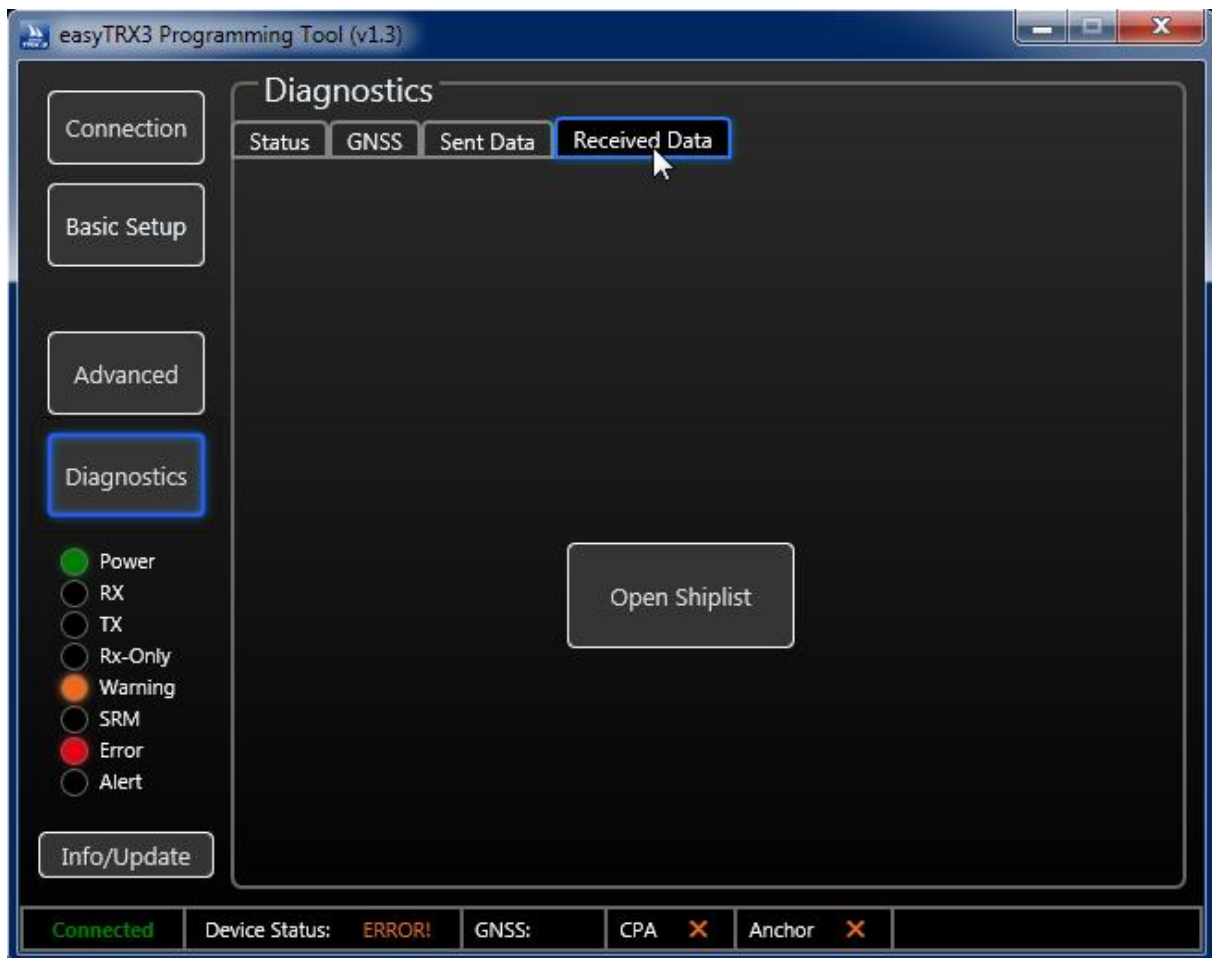 easyTRX3 Programming Tool (v1.3)
Connection
Basic Setup
Advanced
Diagnostics
Power
RX
TX
Rx-Only
Warning
SRM
Error
Alert
Info/Update
Diagnostics
Status GNSS Sent Data Received Data
Open Shiplist
Connected Device Status: ERROR! GNSS: CPA Anchor